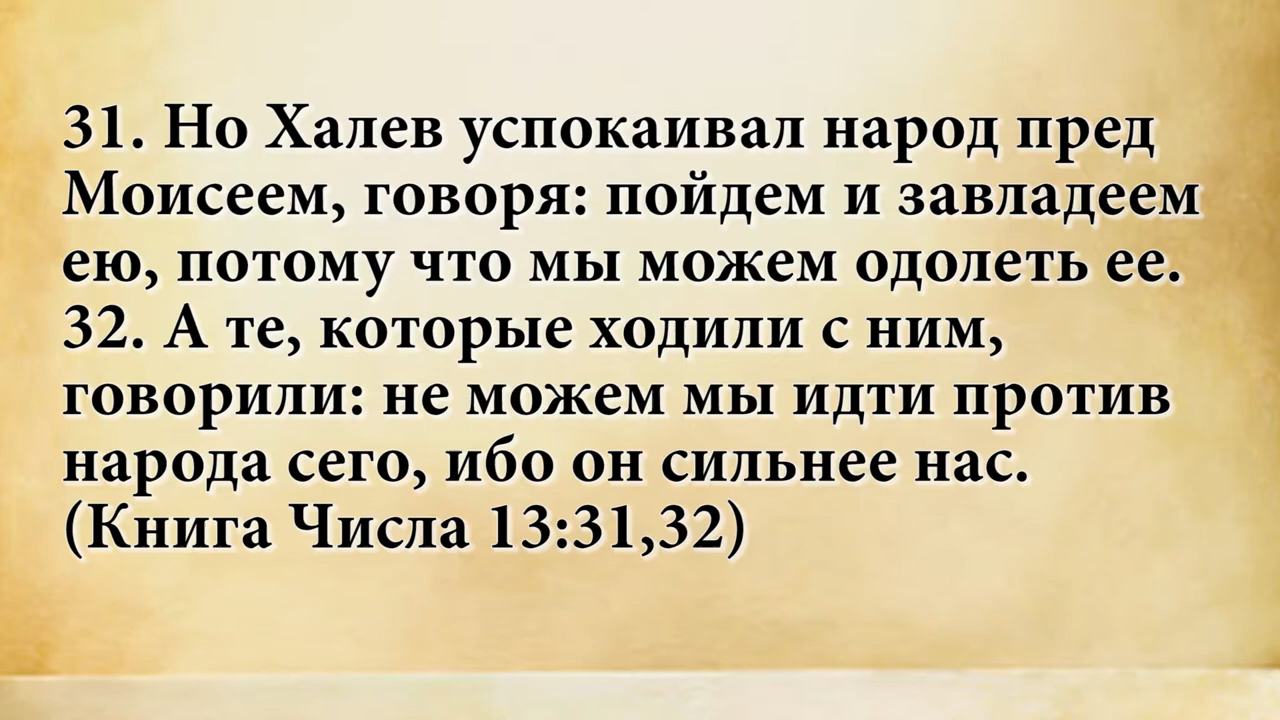 31. Но Халев успокаивал народ пред
Моисеем, говоря: пойдем и завладеем
ею, потому что мы можем одолеть ее.
32. А те, которые ходили с ним,
говорили: не можем мы идти против
народа сего, ибо он сильнее нас.
(Книга Числа 13:31,32)